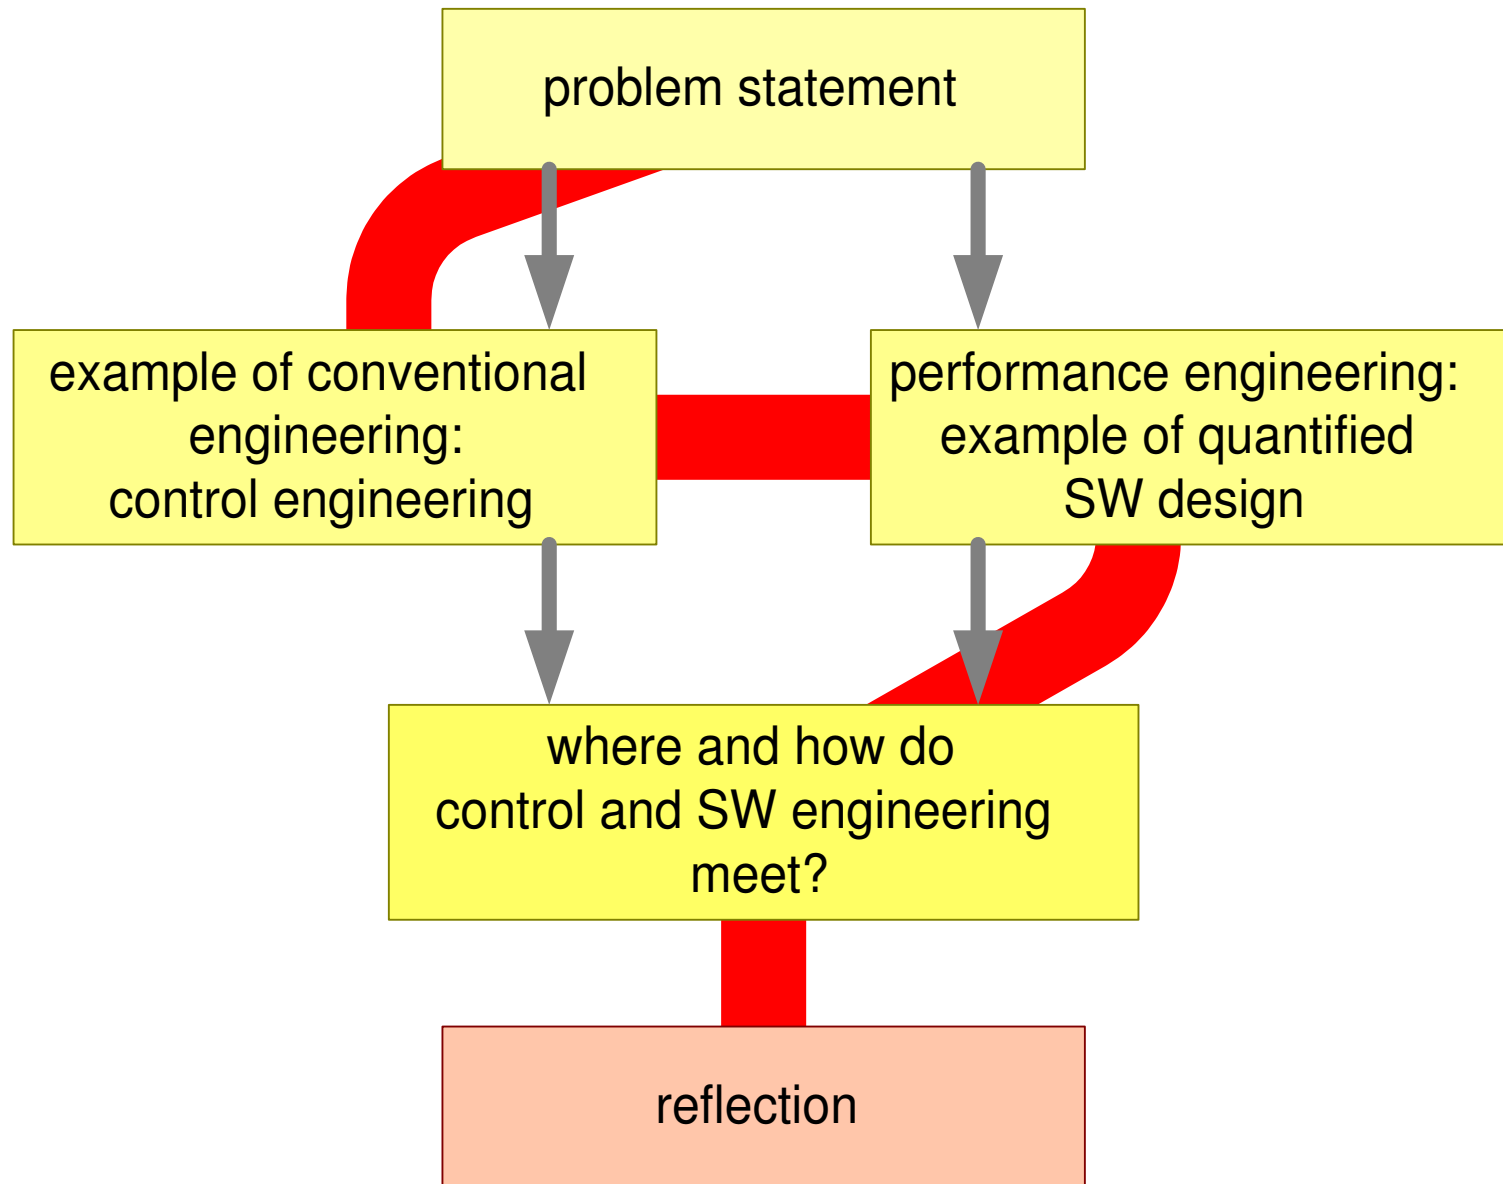 problem statement
example of conventional
engineering:
control engineering
performance engineering:
example of quantified
SW design
where and how do
control and SW engineering
meet?
reflection